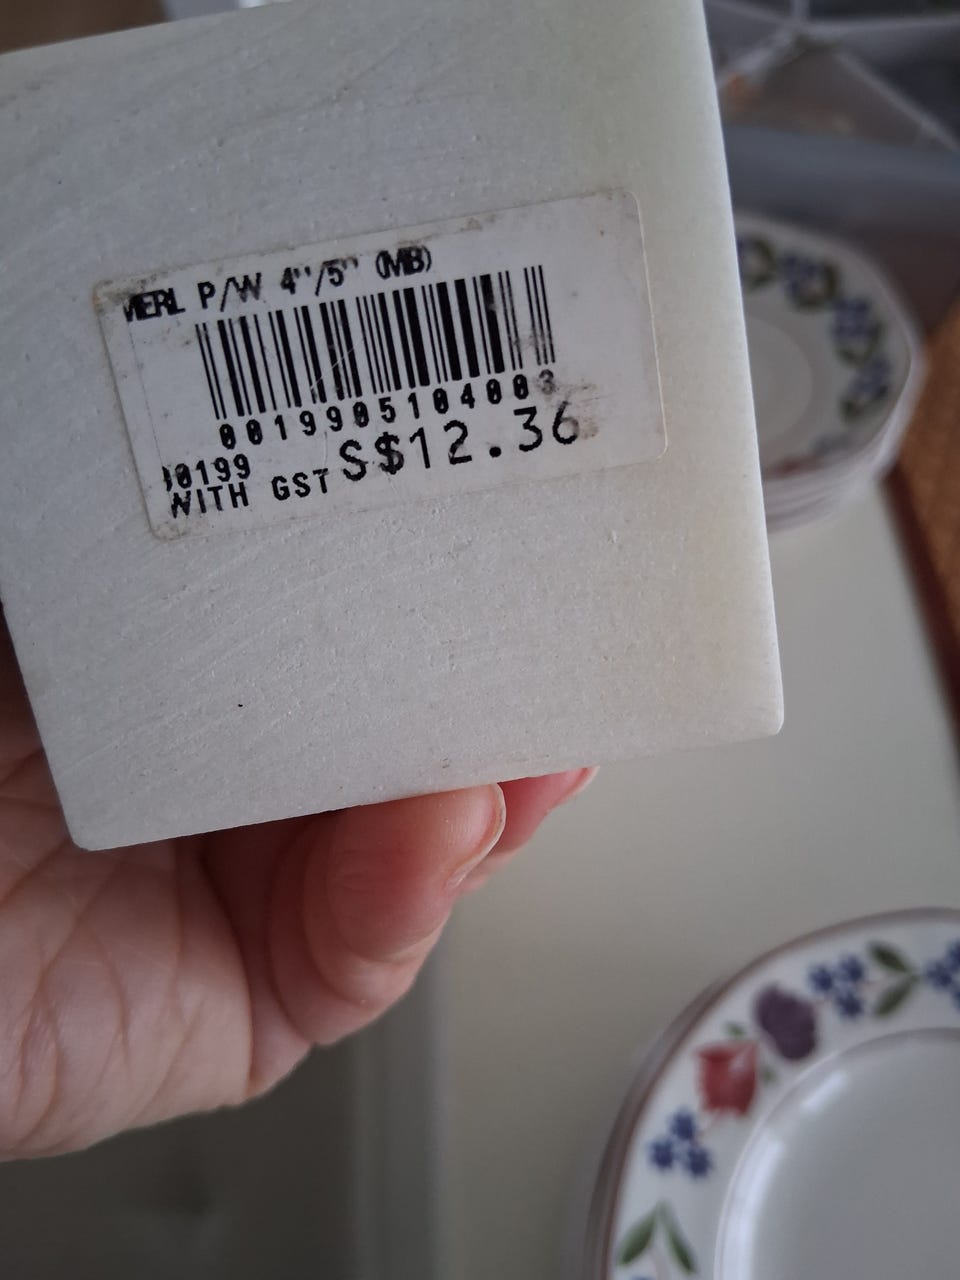 MERL P/W 4"/5" (MB)
0019905104003
00199 S$12.36
WITH GST